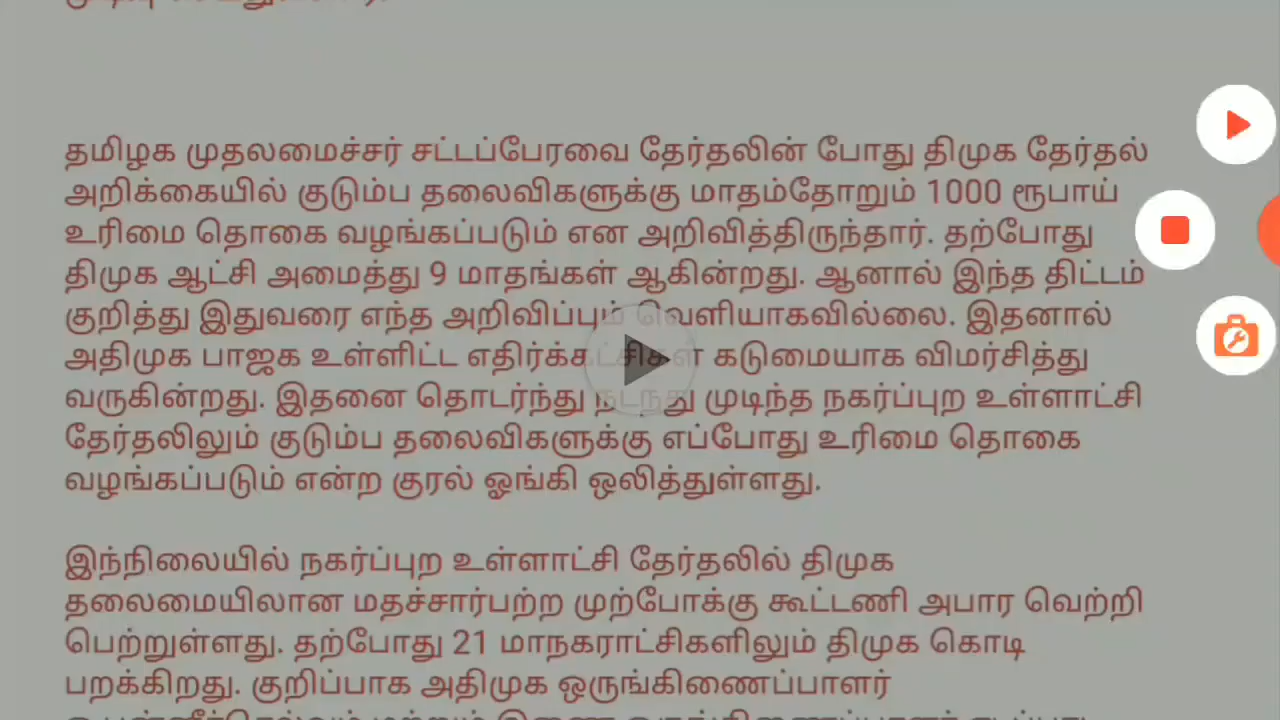 தமிழக முதலமைச்சர் சட்டப்பேரவை தேர்தலின் போது திமுக தேர்தல்
அறிக்கையில் குடும்ப தலைவிகளுக்கு மாதம்தோறும் 1000 ரூபாய்
உரிமை தொகை வழங்கப்படும் என அறிவித்திருந்தார். தற்போது
திமுக ஆட்சி அமைத்து 9 மாதங்கள் ஆகின்றது. ஆனால் இந்த திட்டம்
குறித்து இதுவரை எந்த அறிவிப்பும் வெளியாகவில்லை. இதனால்
அதிமுக பாஜக உள்ளிட்ட எதிர்க்கட்சிகள் கடுமையாக விமர்சித்து
வருகின்றது. இதனை தொடர்ந்து நடந்து முடிந்த நகர்ப்புற உள்ளாட்சி
தேர்தலிலும் குடும்ப தலைவிகளுக்கு எப்போது உரிமை தொகை
வழங்கப்படும் என்ற குரல் ஓங்கி ஒலித்துள்ளது.
இந்நிலையில் நகர்ப்புற உள்ளாட்சி தேர்தலில் திமுக
தலைமையிலான மதச்சார்பற்ற முற்போக்கு கூட்டணி அபார வெற்றி
பெற்றுள்ளது. தற்போது 21 மாநகராட்சிகளிலும் திமுக கொடி
பறக்கிறது. குறிப்பாக அதிமுக ஒருங்கிணைப்பாளர்